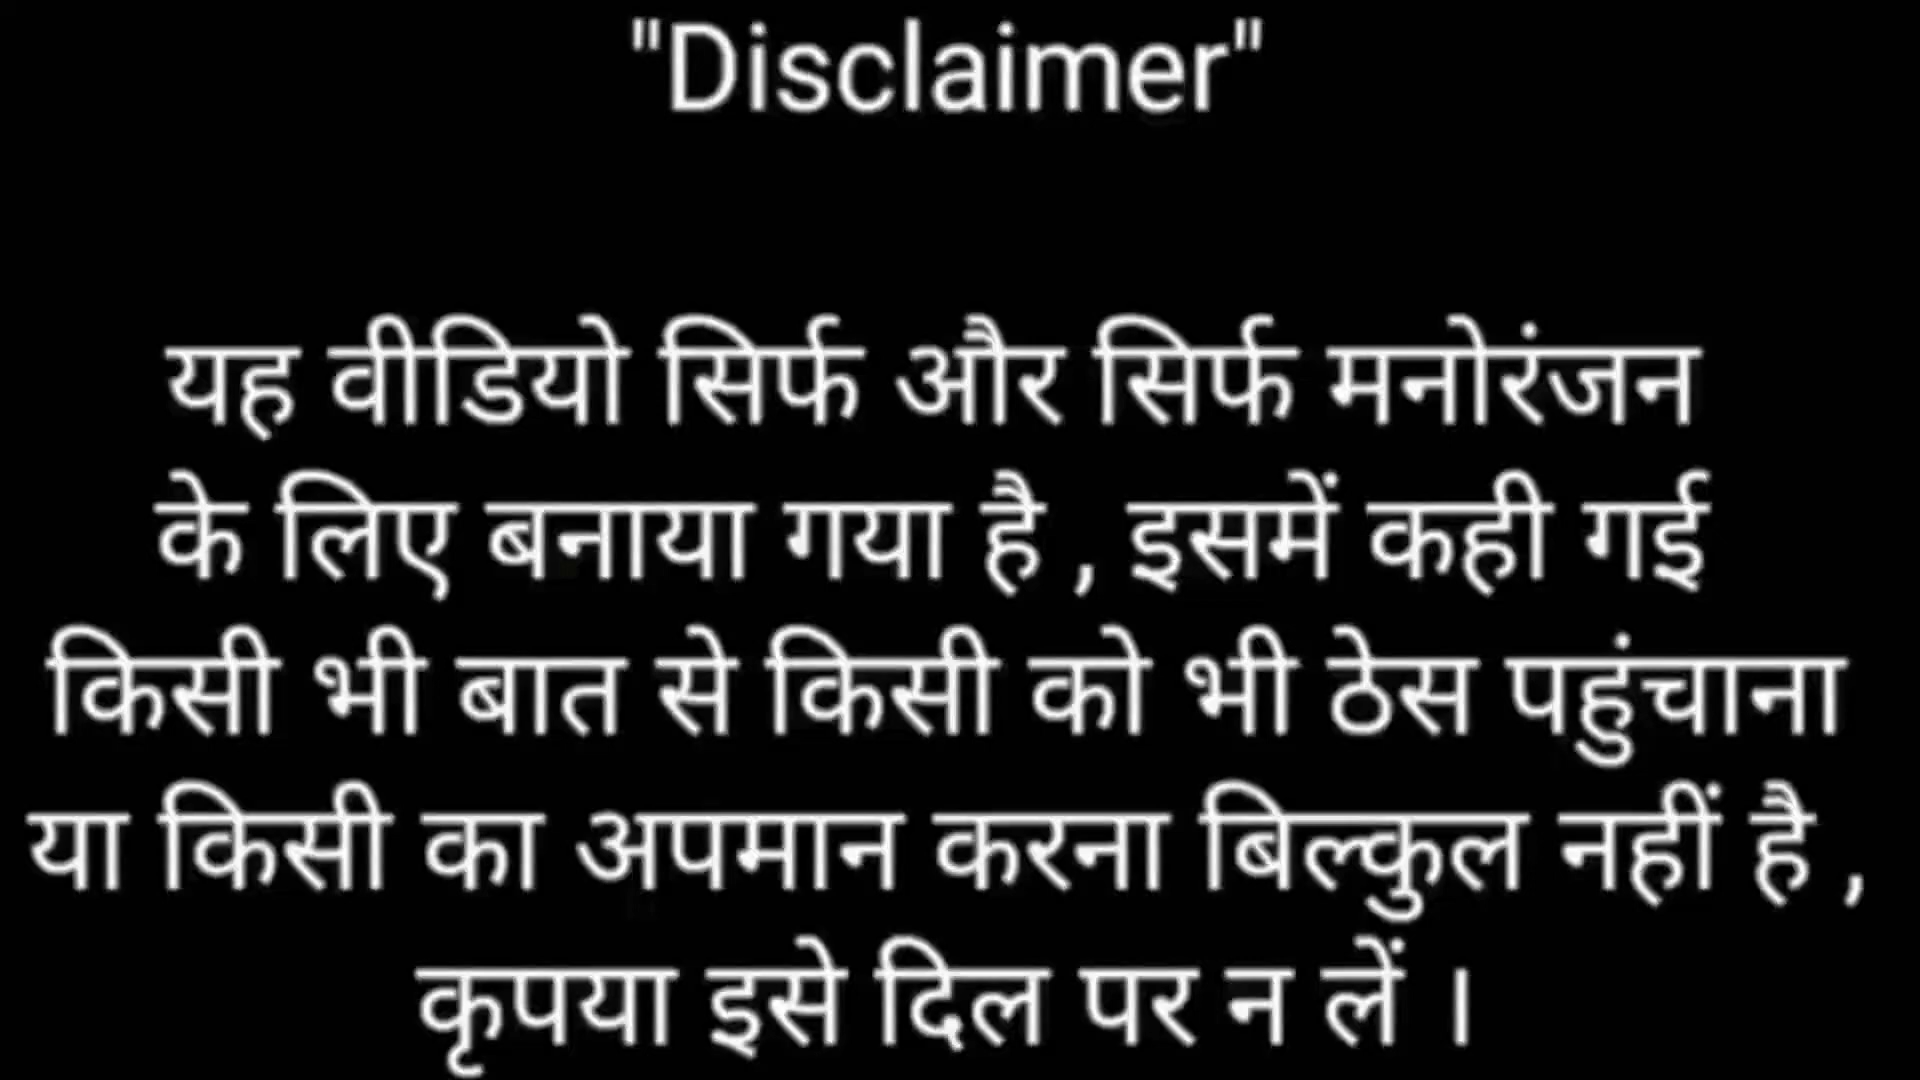 "Disclaimer"
यह वीडियो सिर्फ और सिर्फ मनोरंजन
के लिए बनाया गया है , इसमें कही गई
किसी भी बात से किसी को भी ठेस पहुंचाना
या किसी का अपमान करना बिल्कुल नहीं है ,
कृपया इसे दिल पर न लें ।